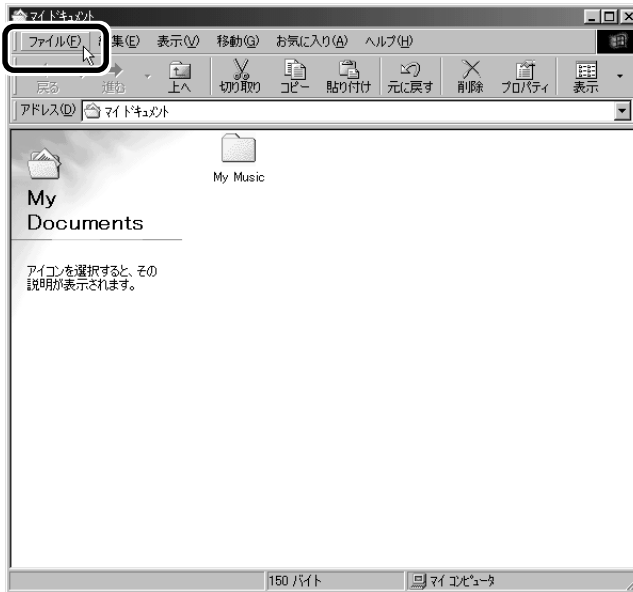 マイ ドキュメント
ファイル(F) 集(E) 表示(V) 移動(G) お気に入り(A) ヘルプ(H)
戻る 進む 上へ 切り取り コピー 貼り付け 元に戻す 削除 プロパティ 表示
アドレス(D) マイ ドキュメント
My Music
My
Documents
アイコンを選択すると、その
説明が表示されます。
150 バイト マイ コンピュータ